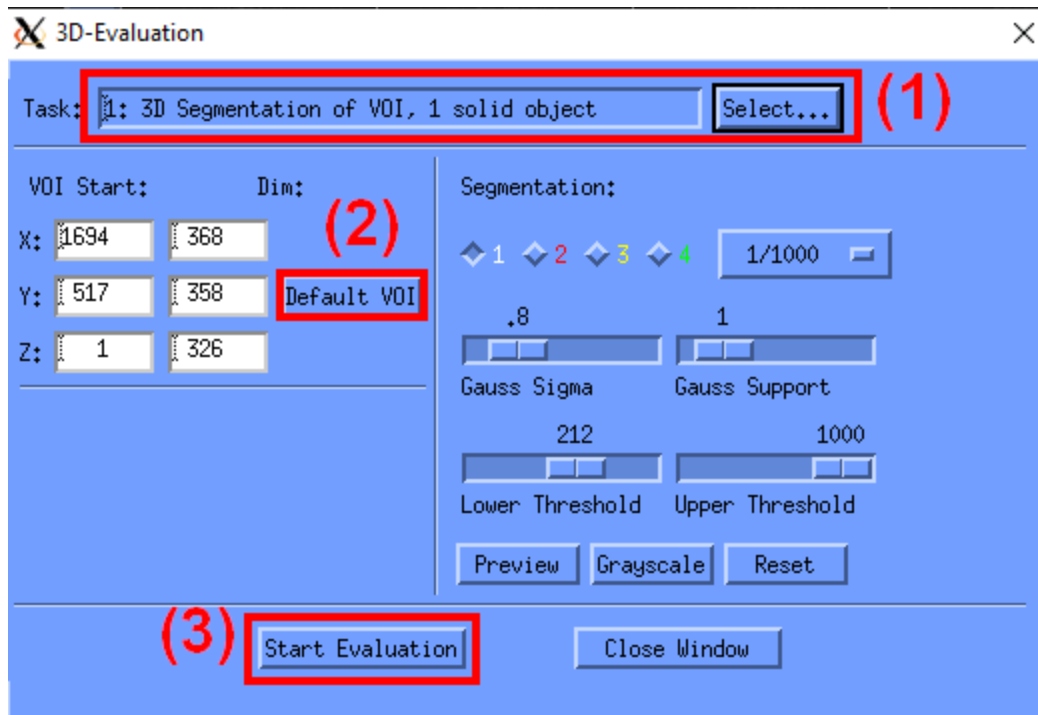 3D-Evaluation
Task: 1: 3D Segmentation of VOI, 1 solid object Select... (1)
VOI Start: Dim:
X: 1694 368 (2)
Y: 517 358 Default VOI
Z: 1 326
Segmentation:
1 2 3 4 1/1000
.8 1
Gauss Sigma Gauss Support
212 1000
Lower Threshold Upper Threshold
Preview Grayscale Reset
(3) Start Evaluation Close Window